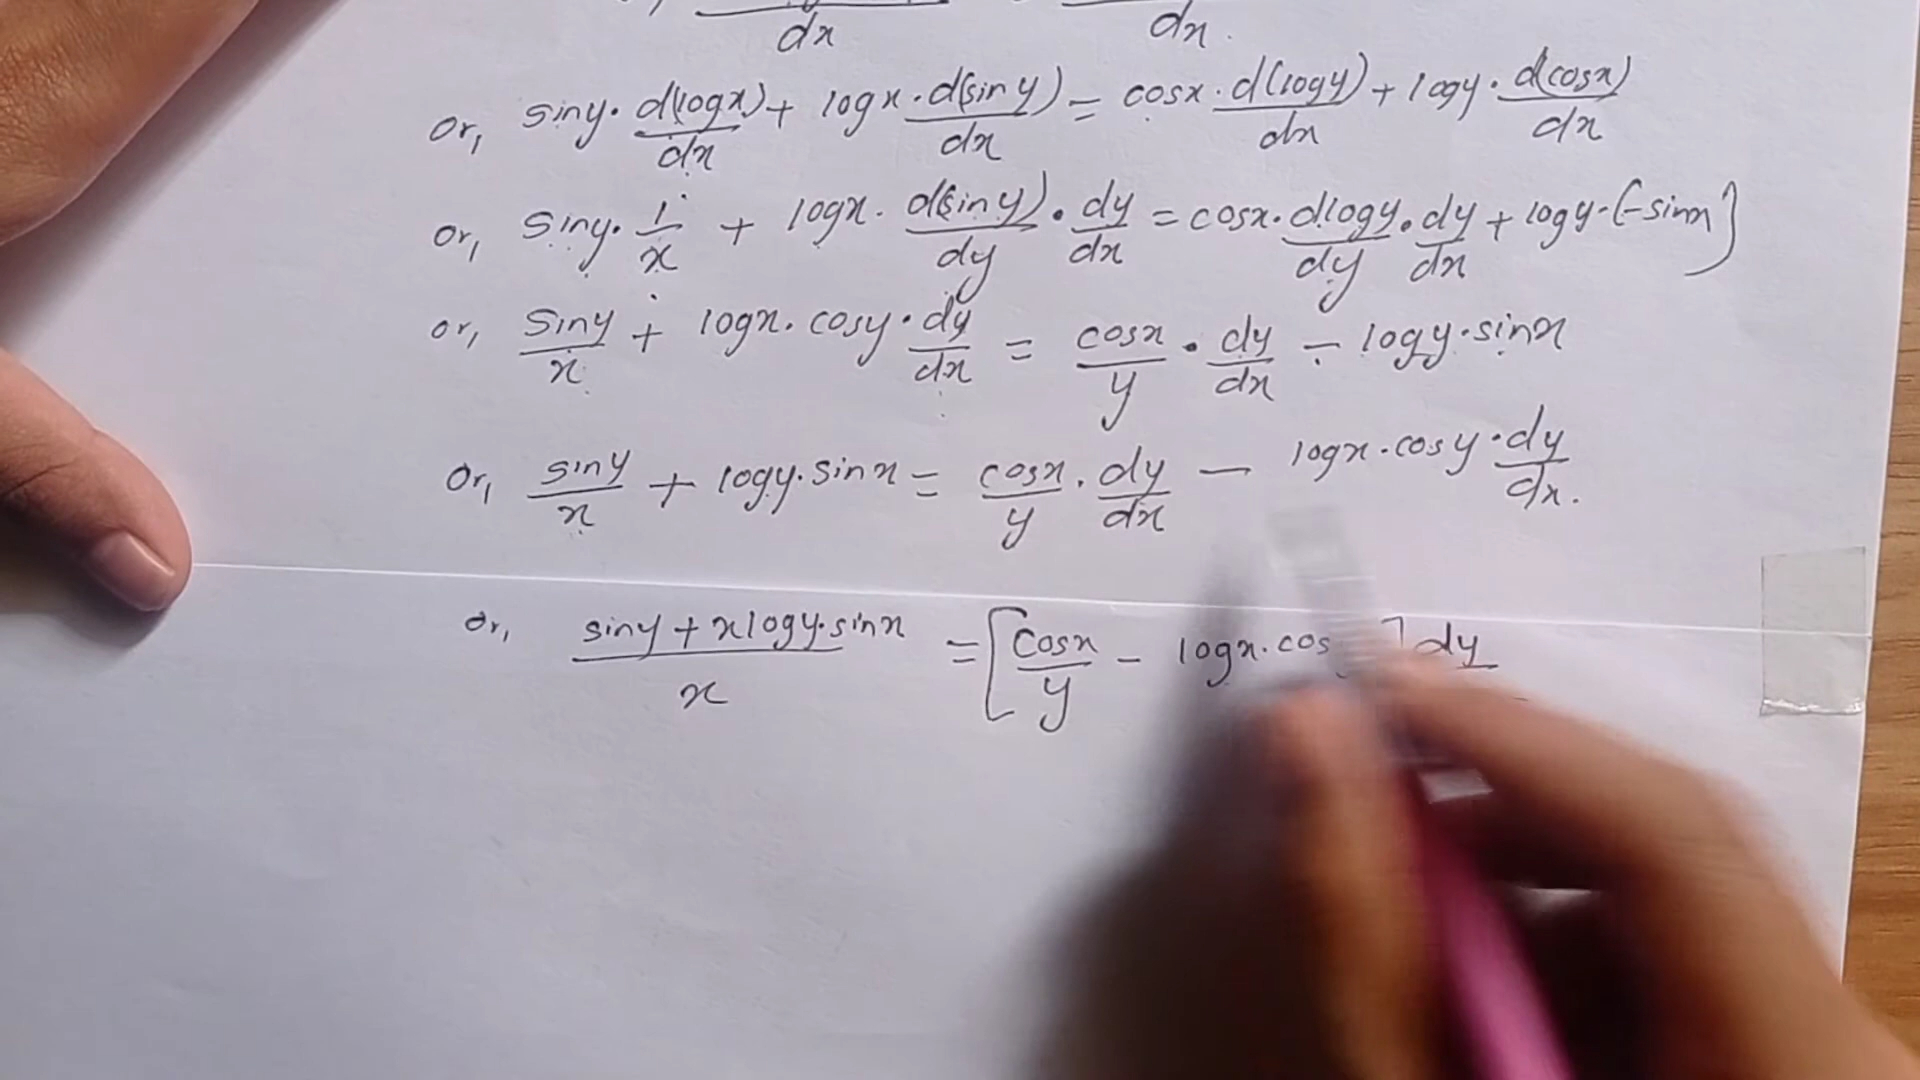 dx dx.
or, siny. d(logx)/dx + logx. d(siny)/dx = cosx. d(logy)/dx + logy. d(cosx)/dx
or, siny. 1/x + logx. d(siny)/dy. dy/dx = cosx. dlogy/dy. dy/dx + logy.(-sinx)
or, siny/x + logx. cosy. dy/dx = cosx/y. dy/dx - logy.sinx
or, siny/x + logy.sinx = cosx/y. dy/dx - logx.cosy. dy/dx.
or, siny + xlogy.sinx/x = [cosx/y - logx.cos ] dy